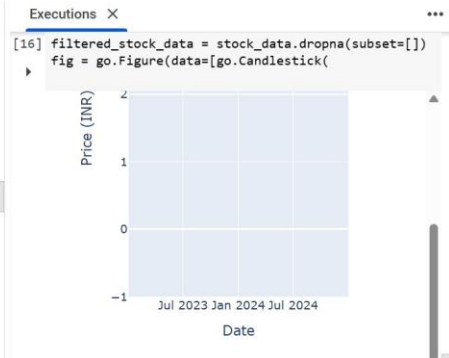 Executions ×
[16] filtered_stock_data = stock_data.dropna(subset=[])
fig = go.Figure(data=[go.Candlestick(
Price (INR)
2
1
0
−1
Jul 2023 Jan 2024 Jul 2024
Date